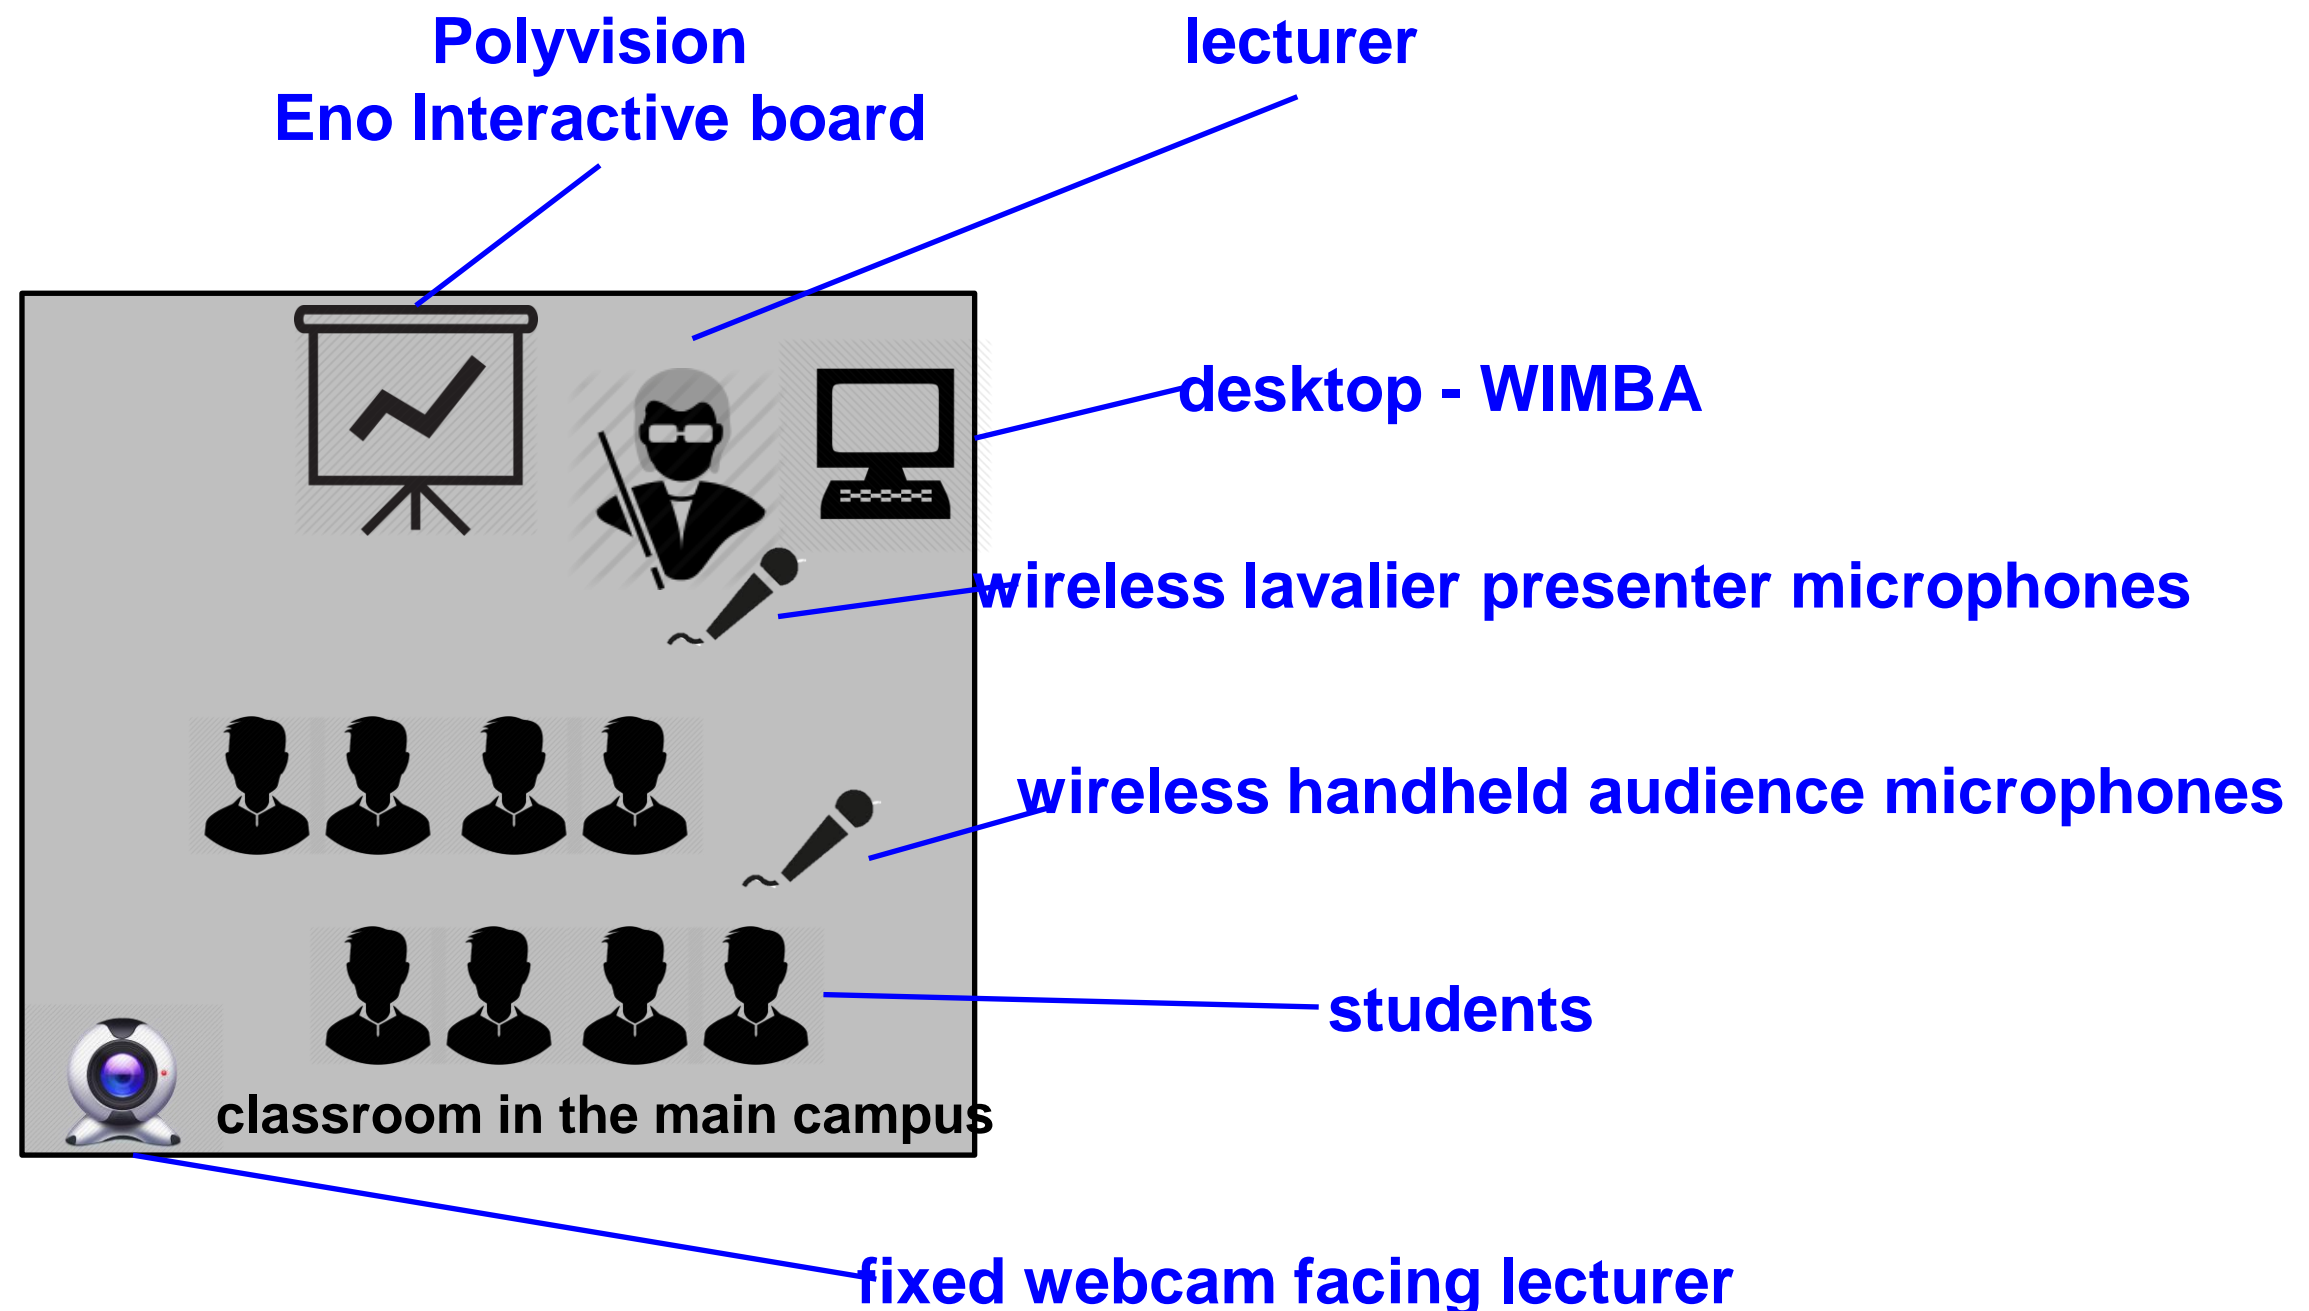 Polyvision
Eno Interactive board
lecturer
desktop - WIMBA
wireless lavalier presenter microphones
wireless handheld audience microphones
students
classroom in the main campus
fixed webcam facing lecturer